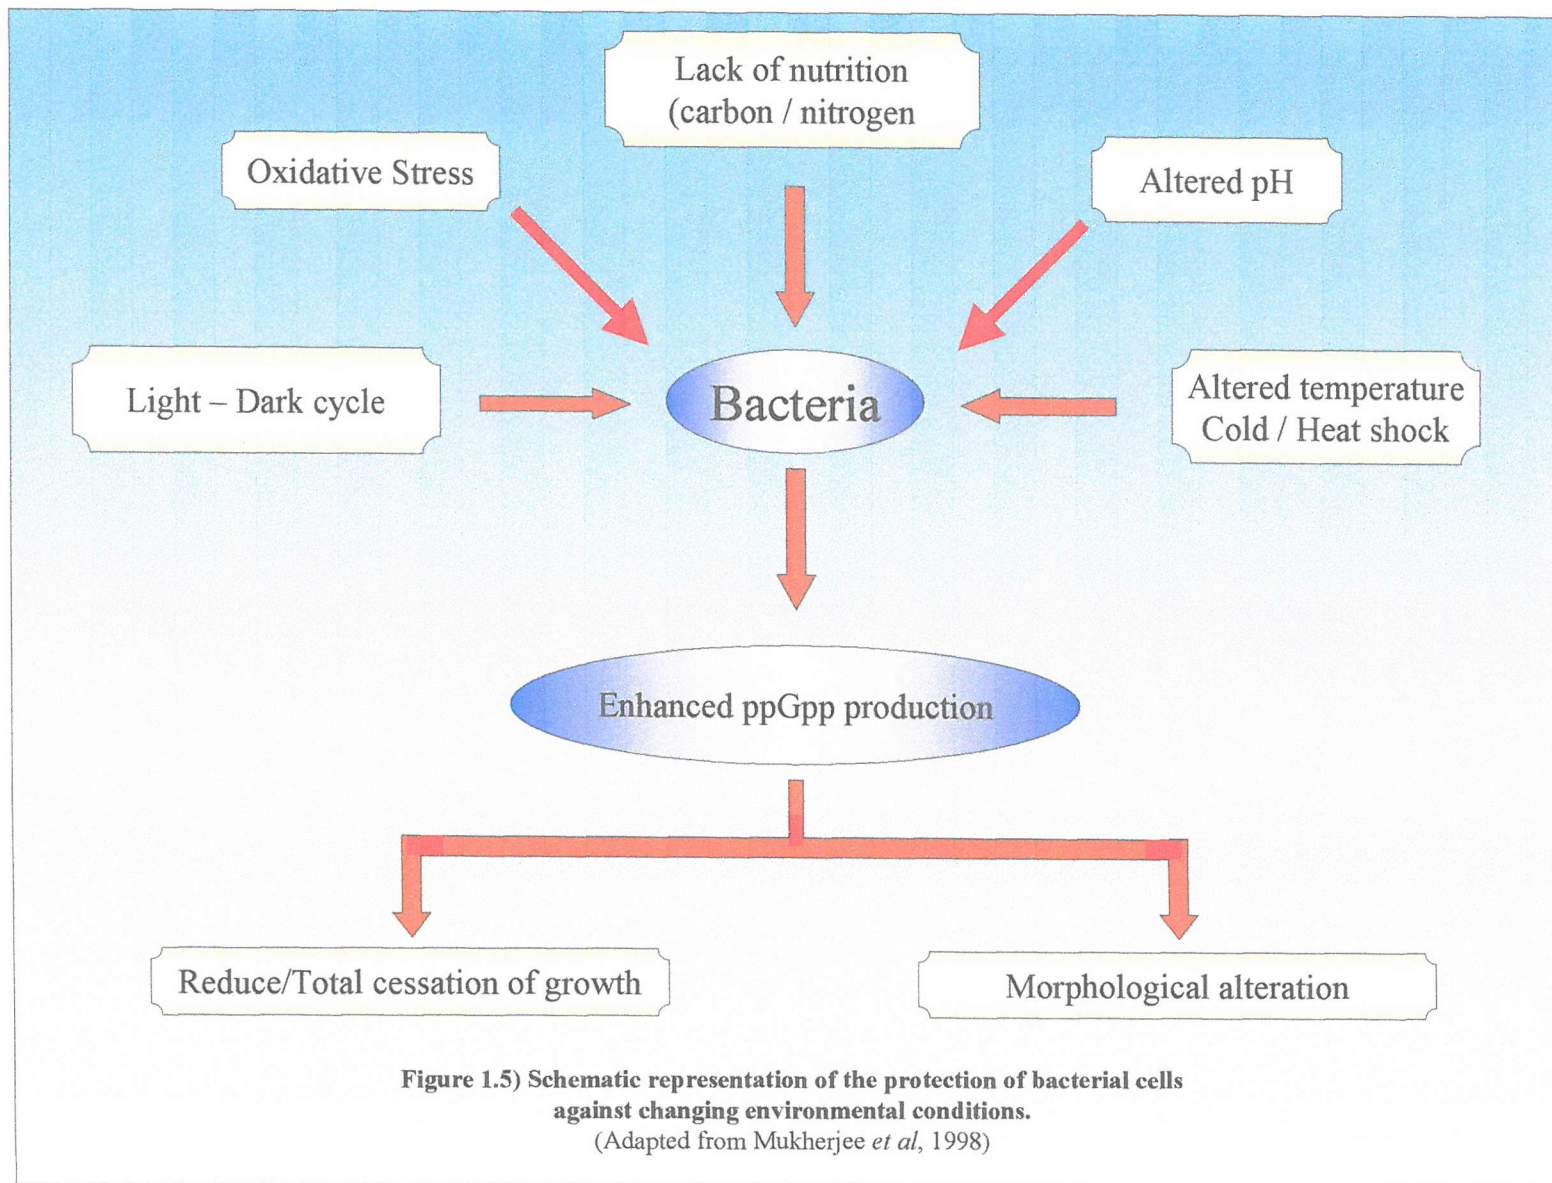 Lack of nutrition
(carbon / nitrogen
Oxidative Stress
Altered pH
Light – Dark cycle
Bacteria
Altered temperature
Cold / Heat shock
Enhanced ppGpp production
Reduce/Total cessation of growth
Morphological alteration
Figure 1.5) Schematic representation of the protection of bacterial cells
against changing environmental conditions.
(Adapted from Mukherjee et al, 1998)